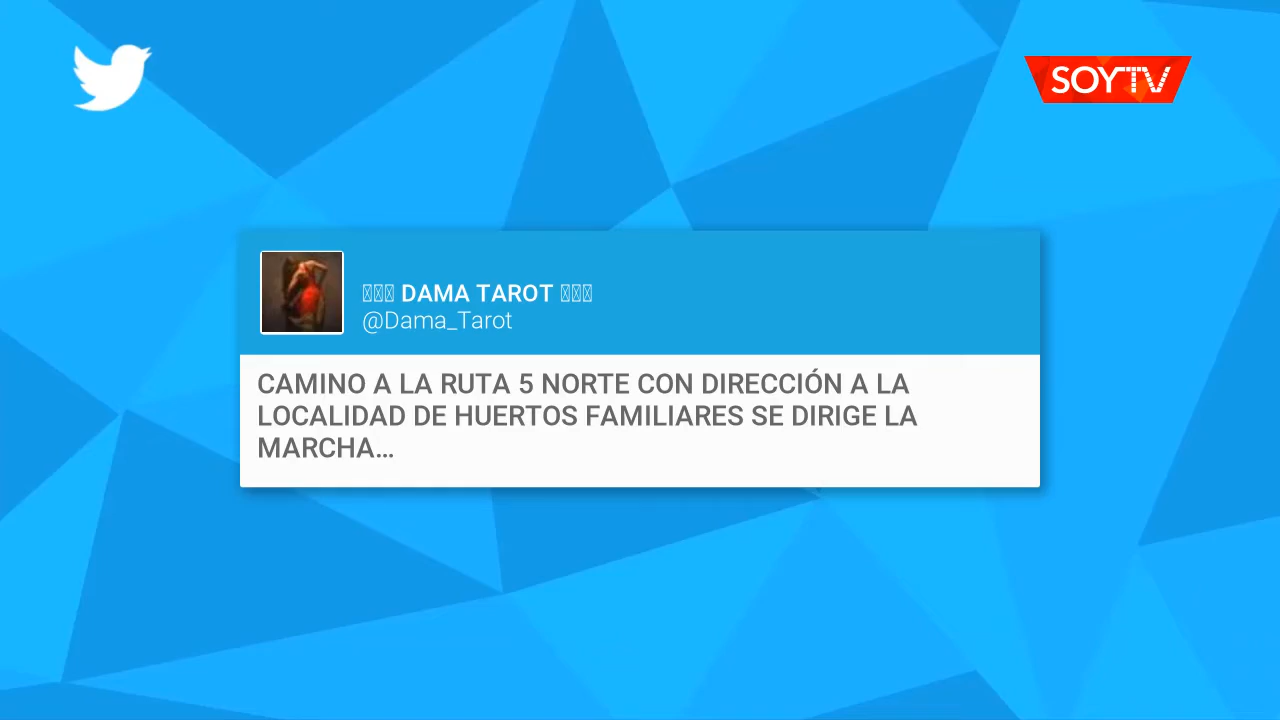 SOYTV
DAMA TAROT
@Dama_Tarot
CAMINO A LA RUTA 5 NORTE CON DIRECCIÓN A LA
LOCALIDAD DE HUERTOS FAMILIARES SE DIRIGE LA
MARCHA…